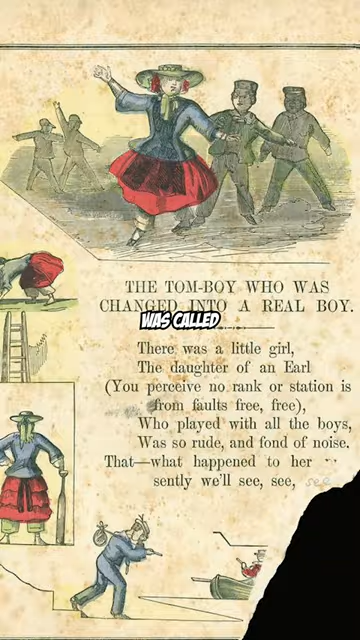 THE TOM-BOY WHO WAS
CHANGED INTO A REAL BOY.
WAS CALLED
There was a little girl,
The daughter of an Earl
(You perceive no rank or station is
from faults free, free),
Who played with all the boys,
Was so rude, and fond of noise.
That—what happened to her
sently we'll see, see, see